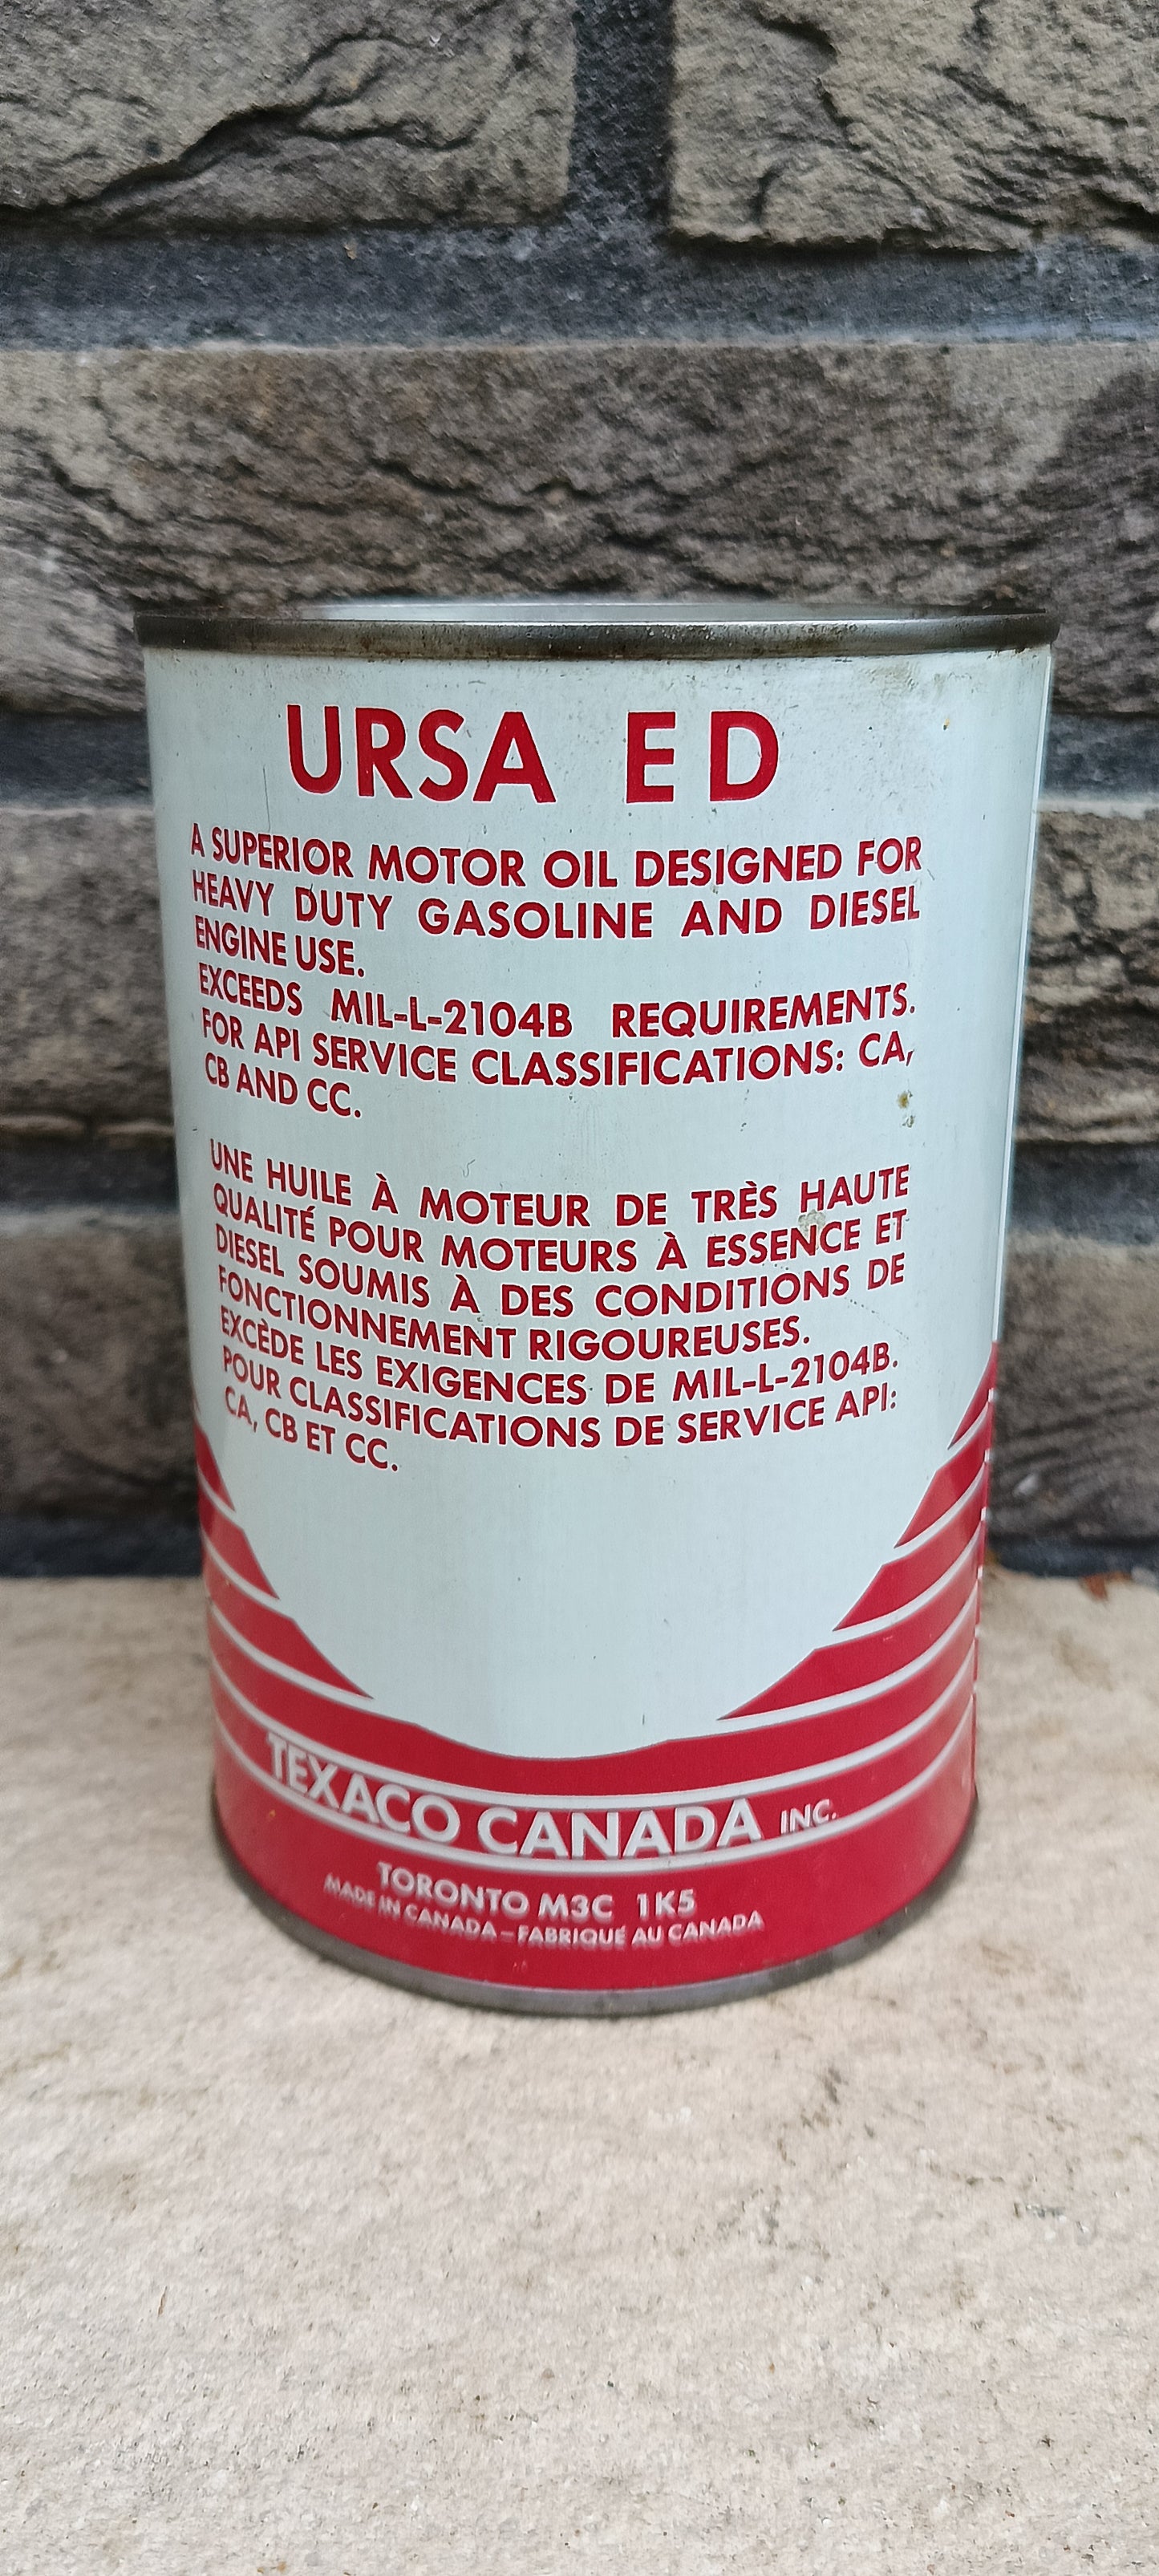 URSA ED
A SUPERIOR MOTOR OIL DESIGNED FOR
HEAVY DUTY GASOLINE AND DIESEL
ENGINE USE.
EXCEEDS MIL-L-2104B REQUIREMENTS.
FOR API SERVICE CLASSIFICATIONS: CA,
CB AND CC.
UNE HUILE À MOTEUR DE TRÈS HAUTE
QUALITÉ POUR MOTEURS À ESSENCE ET
DIESEL SOUMIS À DES CONDITIONS DE
FONCTIONNEMENT RIGOUREUSES.
EXCÈDE LES EXIGENCES DE MIL-L-2104B.
POUR CLASSIFICATIONS DE SERVICE API:
CA, CB ET CC.
TEXACO CANADA INC.
TORONTO M3C 1K5
MADE IN CANADA – FABRIQUÉ AU CANADA